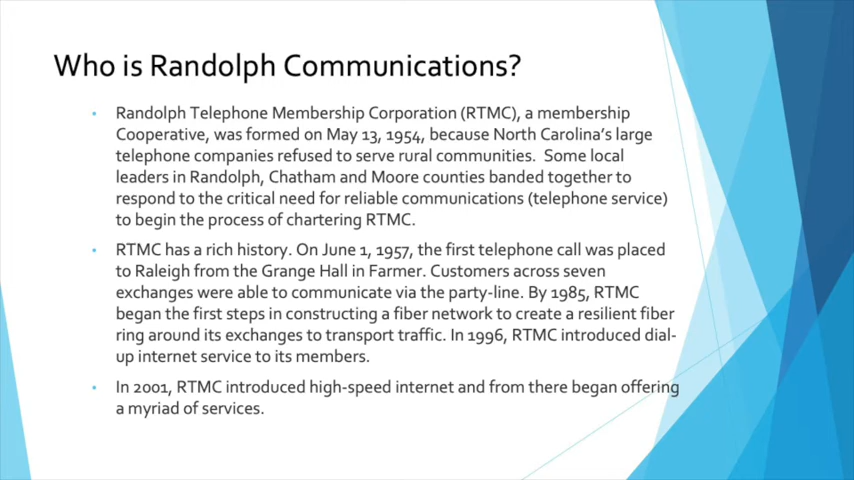 Who is Randolph Communications?
• Randolph Telephone Membership Corporation (RTMC), a membership
Cooperative, was formed on May 13, 1954, because North Carolina's large
telephone companies refused to serve rural communities.  Some local
leaders in Randolph, Chatham and Moore counties banded together to
respond to the critical need for reliable communications (telephone service)
to begin the process of chartering RTMC.
• RTMC has a rich history. On June 1, 1957, the first telephone call was placed
to Raleigh from the Grange Hall in Farmer. Customers across seven
exchanges were able to communicate via the party-line. By 1985, RTMC
began the first steps in constructing a fiber network to create a resilient fiber
ring around its exchanges to transport traffic. In 1996, RTMC introduced dial-
up internet service to its members.
• In 2001, RTMC introduced high-speed internet and from there began offering
a myriad of services.